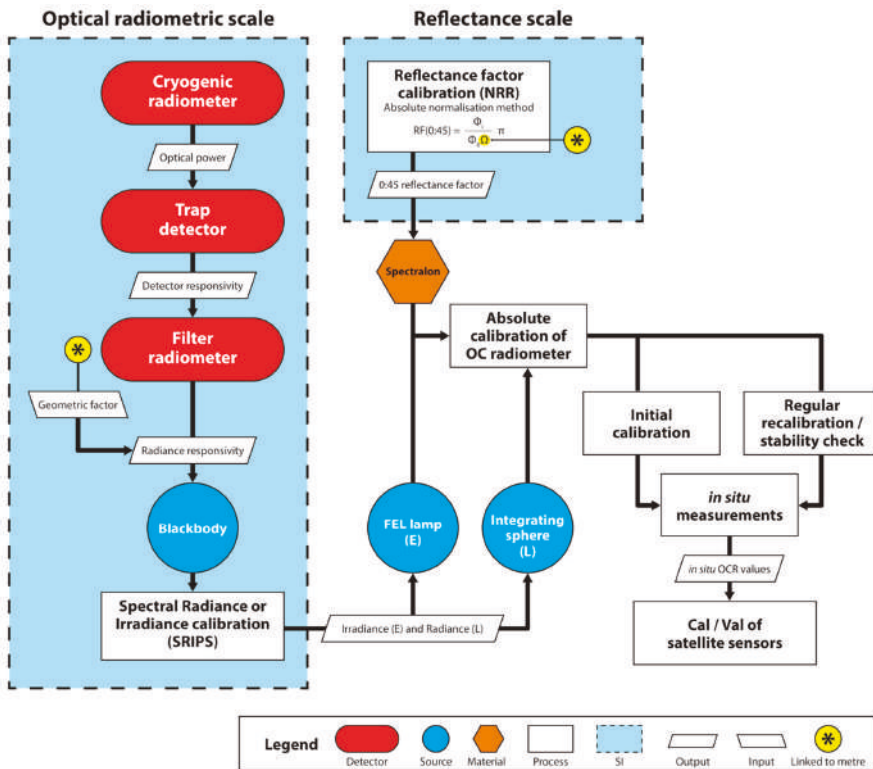 Optical radiometric scale
Cryogenic
radiometer
Optical power
Trap
detector
Detector responsivity
Filter
radiometer
*
Geometric factor
Radiance responsivity
Blackbody
Spectral Radiance or
Irradiance calibration
(SRIPS)
Irradiance (E) and Radiance (L)
Reflectance scale
Reflectance factor
calibration (NRR)
Absolute normalisation method
RF(0:45) = Φᵣ / Φᵢ Ω π
*
0:45 reflectance factor
Spectralon
Absolute
calibration of
OC radiometer
FEL lamp
(E)
Integrating
sphere
(L)
Initial
calibration
Regular
recalibration /
stability check
in situ
measurements
in situ OCR values
Cal / Val of
satellite sensors
Legend
Detector
Source
Material
Process
SI
Output
Input
*
Linked to metre